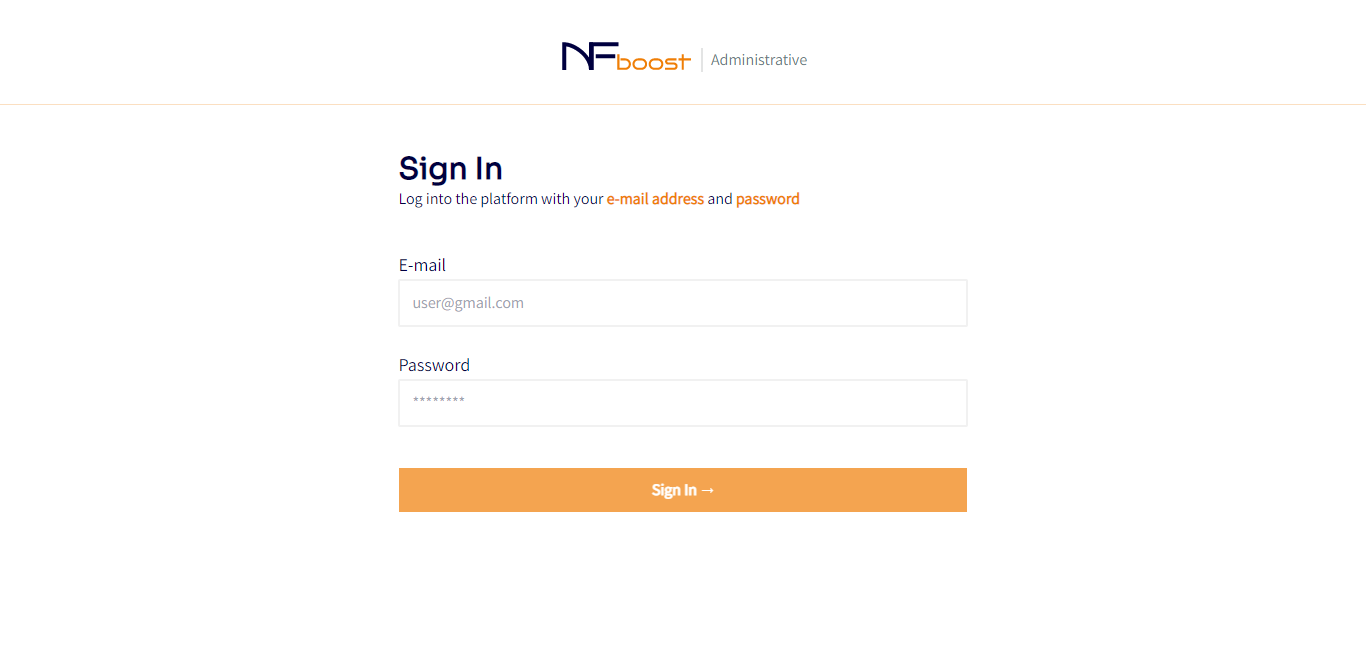 NFboost | Administrative
Sign In
Log into the platform with your e-mail address and password
E-mail
user@gmail.com
Password
********
Sign In →